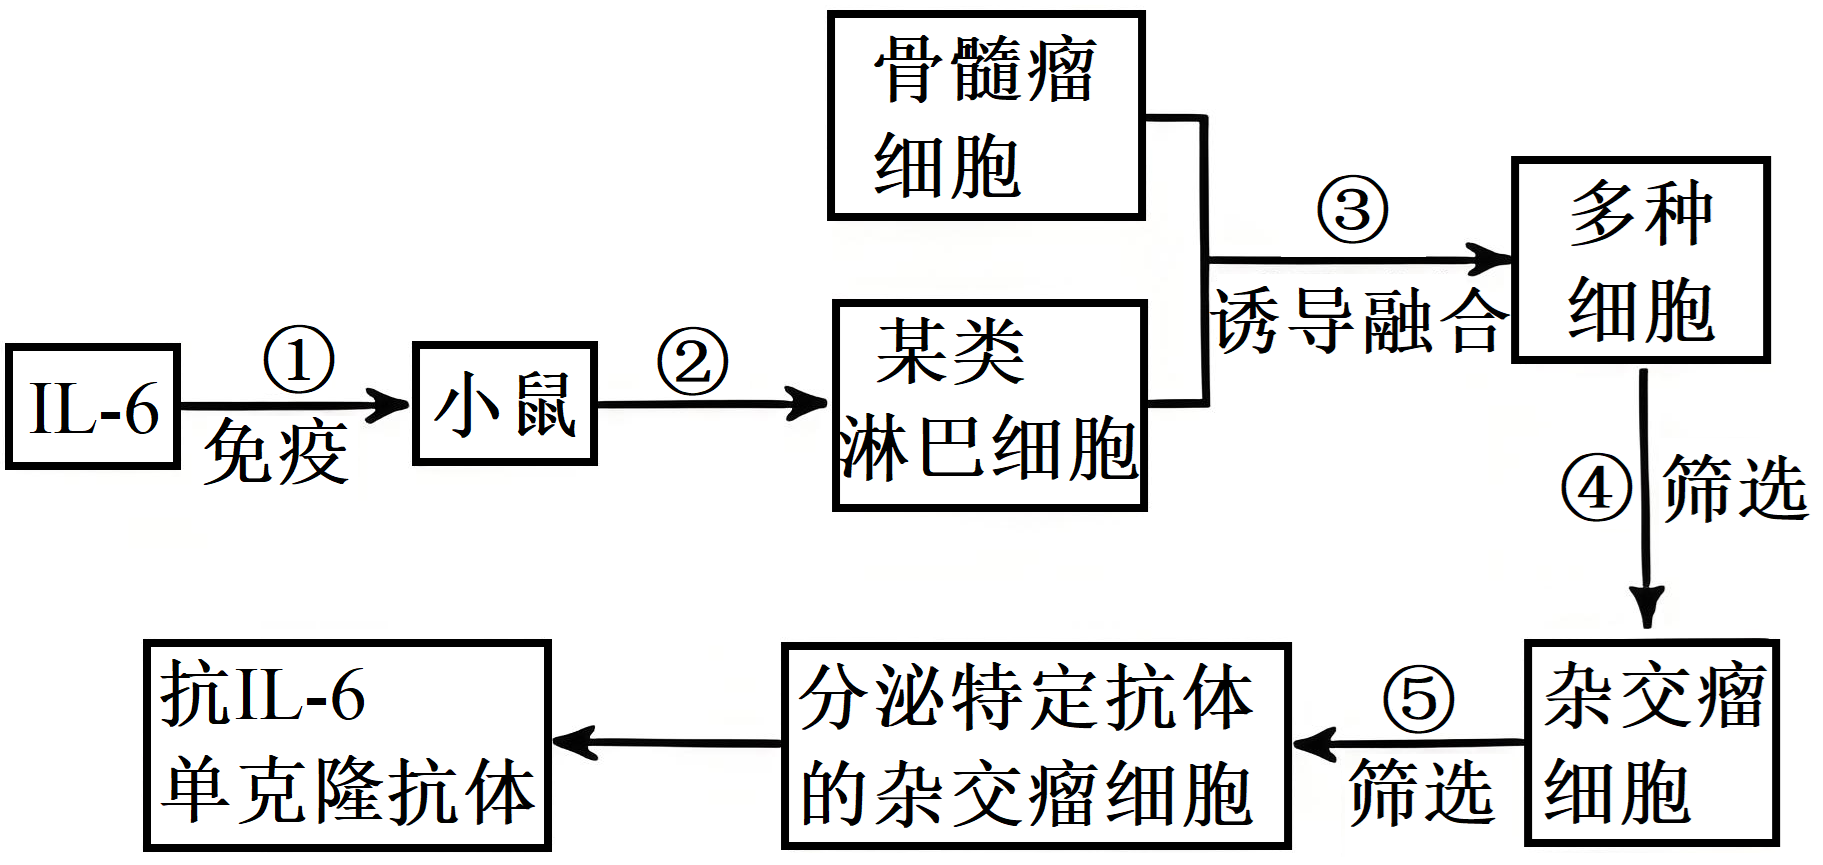 骨髓瘤
细胞
③
诱导融合
多种
细胞
IL-6
①
免疫
小鼠
②
某类
淋巴细胞
④
筛选
杂交瘤
细胞
⑤
筛选
分泌特定抗体
的杂交瘤细胞
抗IL-6
单克隆抗体